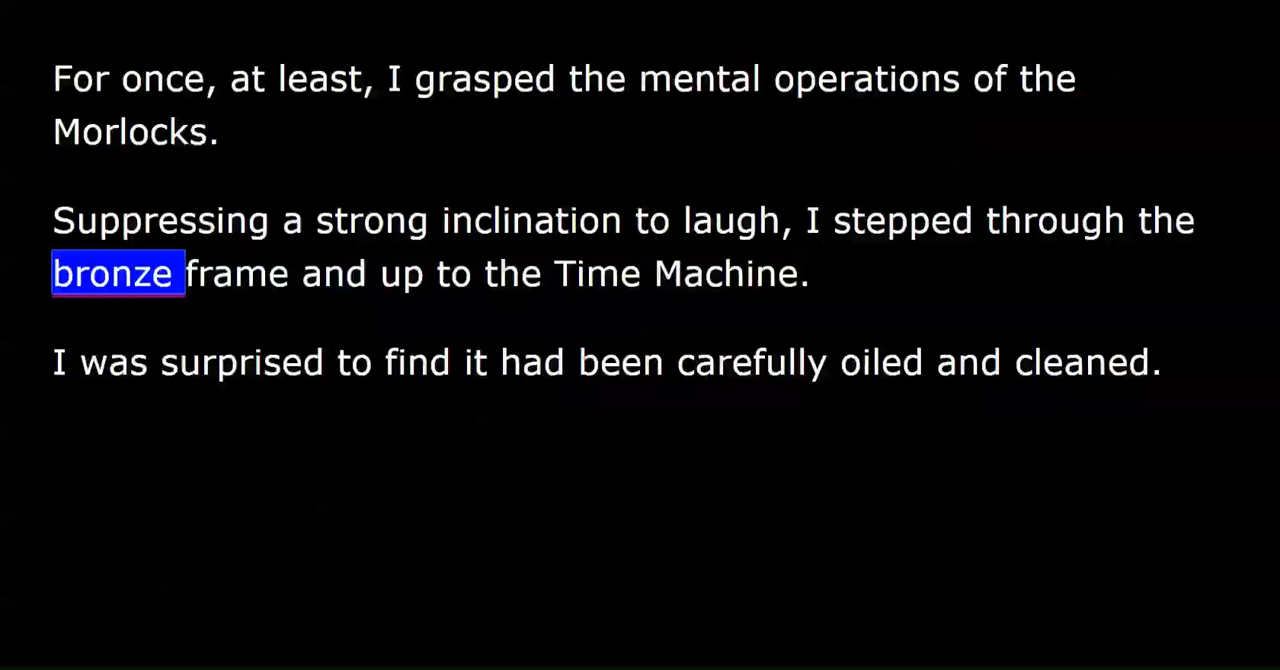 For once, at least, I grasped the mental operations of the
Morlocks.
Suppressing a strong inclination to laugh, I stepped through the
bronze frame and up to the Time Machine.
I was surprised to find it had been carefully oiled and cleaned.